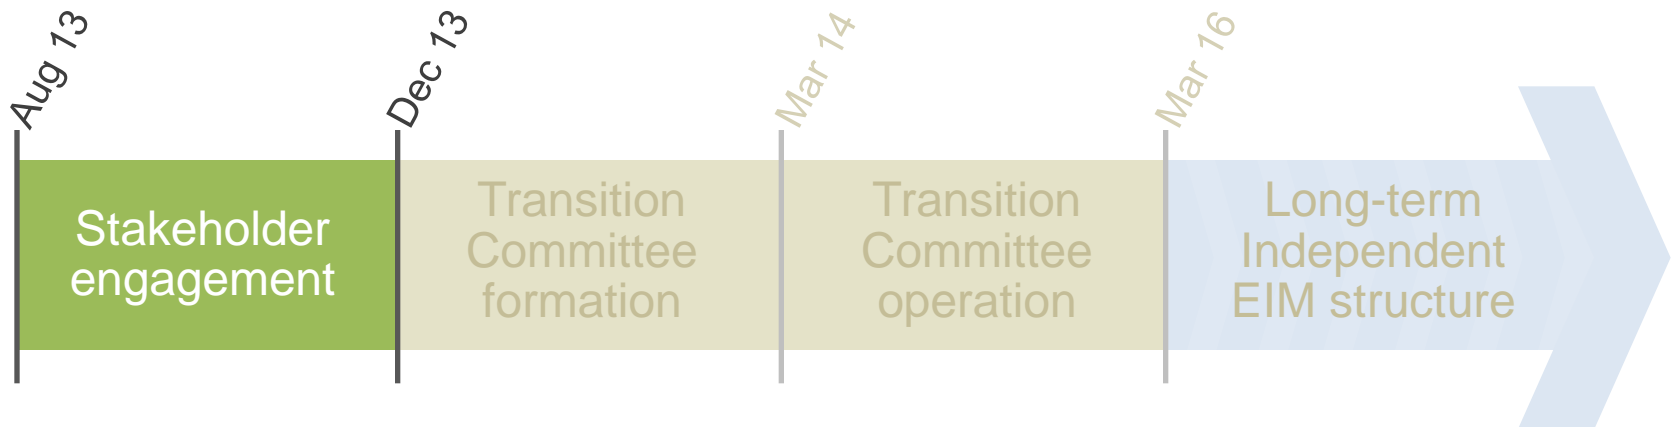 Aug 13
Dec 13
Mar 14
Mar 16
Stakeholder
engagement
Transition
Committee
formation
Transition
Committee
operation
Long-term
Independent
EIM structure